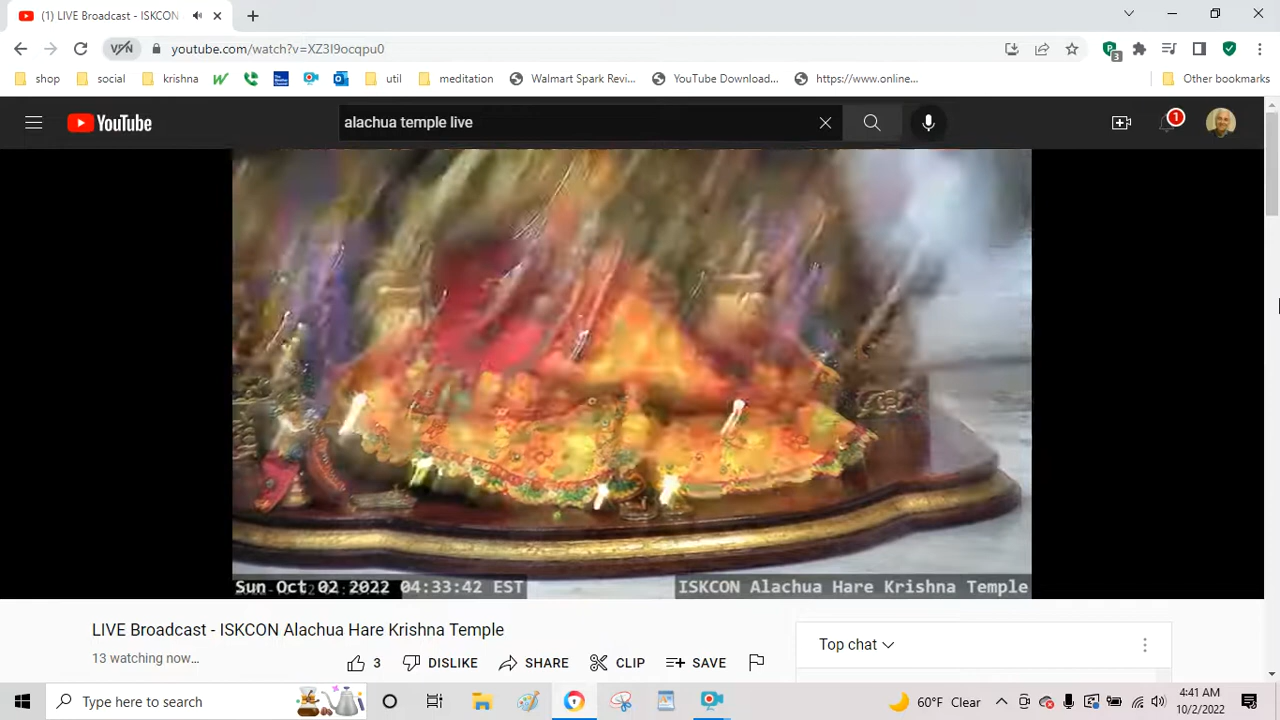 (1) LIVE Broadcast - ISKCON
VPN
youtube.com/watch?v=XZ3I9ocqpu0
3
shop
social
krishna
util
meditation
Walmart Spark Revi...
YouTube Download...
https://www.online...
Other bookmarks
YouTube
alachua temple live
1
Sun Oct 02 2022 04:33:42 EST
ISKCON Alachua Hare Krishna Temple
LIVE Broadcast - ISKCON Alachua Hare Krishna Temple
13 watching now...
3
DISLIKE
SHARE
CLIP
SAVE
Top chat
Type here to search
60°F Clear
4:41 AM
10/2/2022